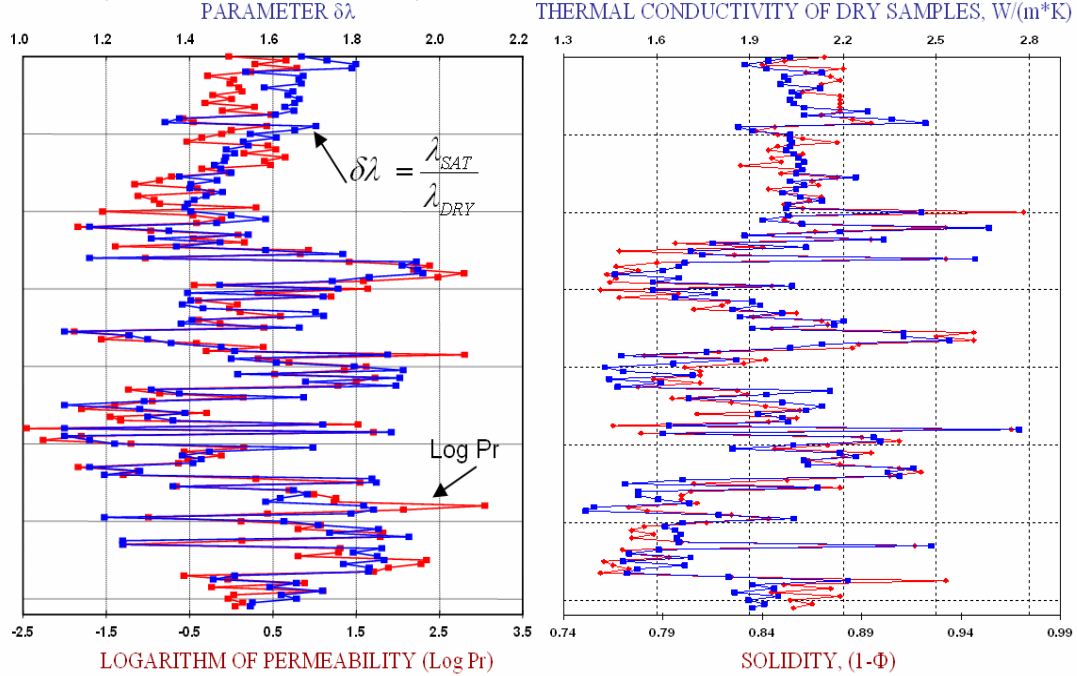 PARAMETER δλ
THERMAL CONDUCTIVITY OF DRY SAMPLES, W/(m*K)
1.0 1.2 1.4 1.6 1.8 2.0 2.2
1.3 1.6 1.9 2.2 2.5 2.8
δλ = λSAT / λDRY
Log Pr
-2.5 -1.5 -0.5 0.5 1.5 2.5 3.5
0.74 0.79 0.84 0.89 0.94 0.99
LOGARITHM OF PERMEABILITY (Log Pr)
SOLIDITY, (1-Φ)